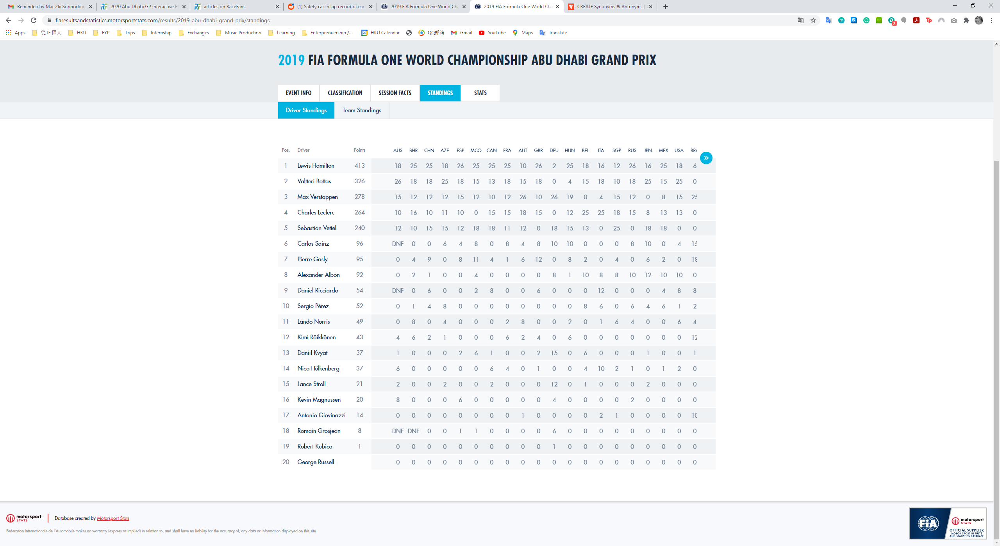 Reminder: by Mar 26: Supporting
2020 Abu Dhabi GP interactive F1
articles on RaceFans
(1) Safety car in lap record of eac
2019 FIA Formula One World Cha
2019 FIA Formula One World Cha
CREATE Synonyms & Antonyms |
fiaresultsandstatistics.motorsportstats.com/results/2019-abu-dhabi-grand-prix/standings
2
Apps 從 IE 匯入 HKU FYP Trips Internship Exchanges Music Production Learning Enterprenuership /... 20 HKU Calendar QQ邮箱 Gmail YouTube Maps Translate
2019 FIA FORMULA ONE WORLD CHAMPIONSHIP ABU DHABI GRAND PRIX
EVENT INFO CLASSIFICATION SESSION FACTS STANDINGS STATS
Driver Standings Team Standings
Pos. Driver Points AUS BHR CHN AZE ESP MCO CAN FRA AUT GBR DEU HUN BEL ITA SGP RUS JPN MEX USA BRA
1 Lewis Hamilton 413 18 25 25 18 26 25 25 25 10 26 2 25 18 16 12 26 16 25 18 6
2 Valtteri Bottas 326 26 18 18 25 18 15 13 18 15 18 0 4 15 18 10 18 25 15 25 0
3 Max Verstappen 278 15 12 12 12 15 12 10 12 26 10 26 19 0 4 15 12 0 8 15 25
4 Charles Leclerc 264 10 16 10 11 10 0 15 15 18 15 0 12 25 25 18 15 8 13 13 0
5 Sebastian Vettel 240 12 10 15 15 12 18 18 11 12 0 18 15 13 0 25 0 18 18 0 0
6 Carlos Sainz 96 DNF 0 0 6 4 8 0 8 4 8 10 10 0 0 0 8 10 0 4 15
7 Pierre Gasly 95 0 4 9 0 8 11 4 1 6 12 0 8 2 0 4 0 6 2 0 18
8 Alexander Albon 92 0 2 1 0 0 4 0 0 0 0 8 1 10 8 8 10 12 10 10 0
9 Daniel Ricciardo 54 DNF 0 6 0 0 2 8 0 0 6 0 0 0 12 0 0 0 4 8 8
10 Sergio Pérez 52 0 1 4 8 0 0 0 0 0 0 0 0 8 6 0 6 4 6 1 2
11 Lando Norris 49 0 8 0 4 0 0 0 2 8 0 0 2 0 1 6 4 0 0 6 4
12 Kimi Räikkönen 43 4 6 2 1 0 0 0 6 2 4 0 6 0 0 0 0 0 0 0 12
13 Daniil Kvyat 37 1 0 0 0 2 6 1 0 0 2 15 0 6 0 0 0 1 0 0 1
14 Nico Hülkenberg 37 6 0 0 0 0 0 6 4 0 1 0 0 4 10 2 1 0 1 2 0
15 Lance Stroll 21 2 0 0 2 0 0 2 0 0 0 12 0 1 0 0 0 2 0 0 0
16 Kevin Magnussen 20 8 0 0 0 6 0 0 0 0 0 4 0 0 0 0 2 0 0 0 0
17 Antonio Giovinazzi 14 0 0 0 0 0 0 0 0 1 0 0 0 0 2 1 0 0 0 0 10
18 Romain Grosjean 8 DNF DNF 0 0 1 1 0 0 0 0 6 0 0 0 0 0 0 0 0 0
19 Robert Kubica 1 0 0 0 0 0 0 0 0 0 0 1 0 0 0 0 0 0 0 0 0
20 George Russell 0 0 0 0 0 0 0 0 0 0 0 0 0 0 0 0 0 0 0 0
motorsport STATS Database created by Motorsport Stats
Federation Internationale de l'Automobile makes no warranty (express or implied) in relation to, and shall have no liability for the accuracy of, any data or information displayed on this site
FIA
motorsport STATS
OFFICIAL SUPPLIER
MOTOR SPORT RESULTS
AND STATISTICS DATABASE